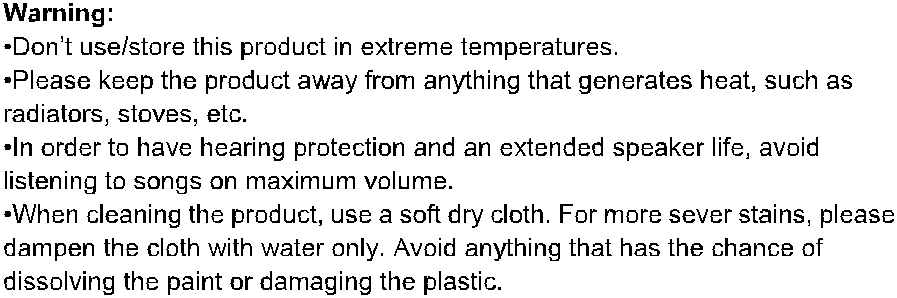 Warning:
•Don't use/store this product in extreme temperatures.
•Please keep the product away from anything that generates heat, such as
radiators, stoves, etc.
•In order to have hearing protection and an extended speaker life, avoid
listening to songs on maximum volume.
•When cleaning the product, use a soft dry cloth. For more sever stains, please
dampen the cloth with water only. Avoid anything that has the chance of
dissolving the paint or damaging the plastic.